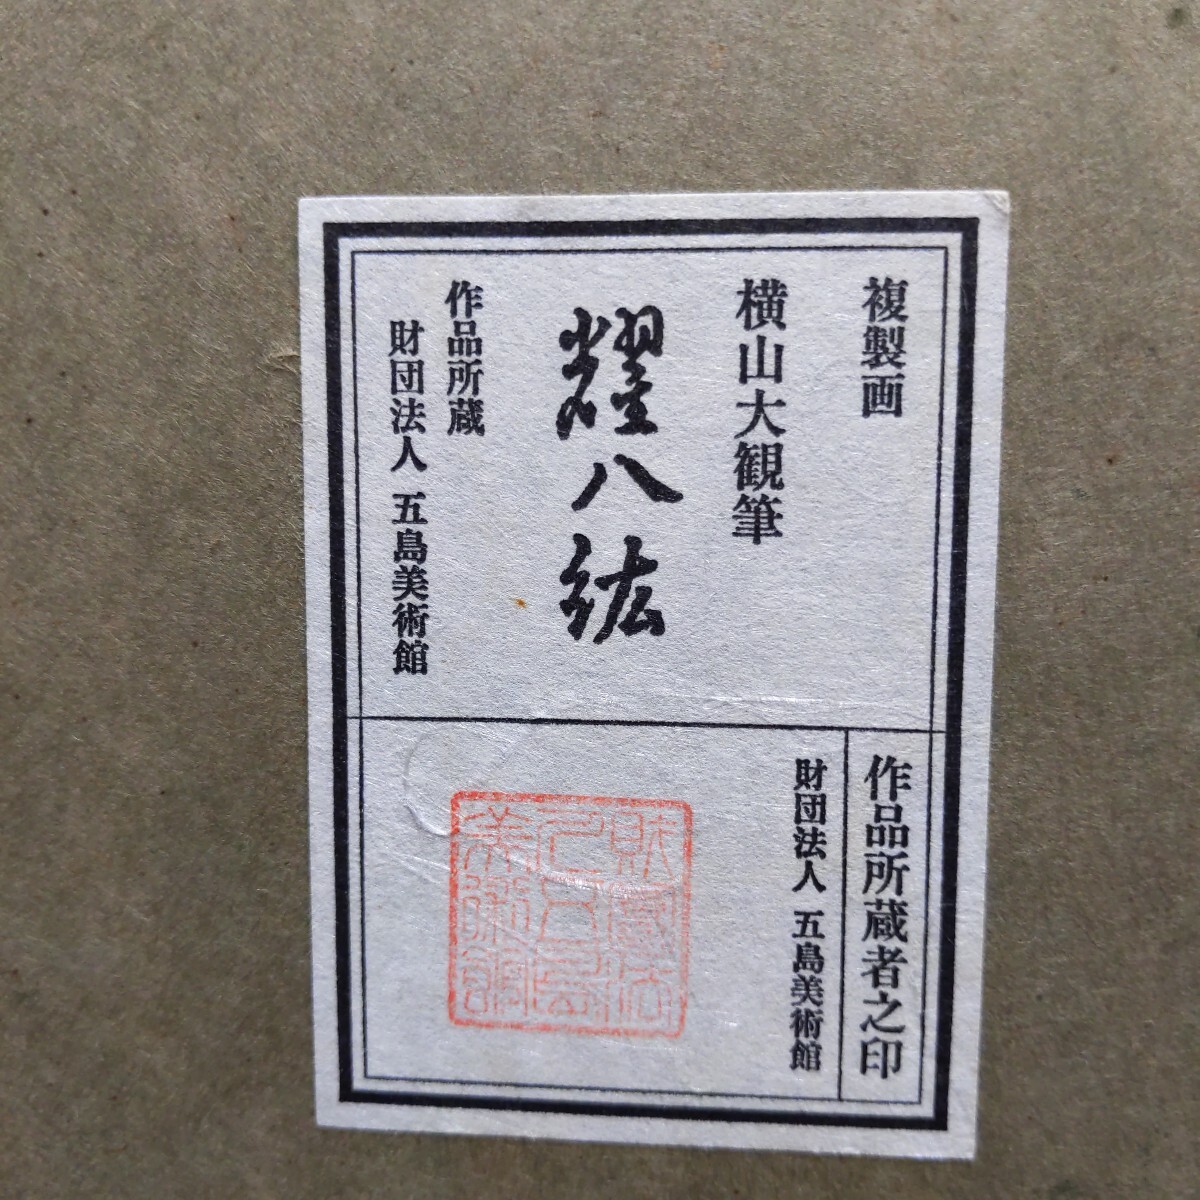 複製画
横山大観筆
耀八紘
作品所蔵
財団法人 五島美術館
作品所蔵者之印
財団法人 五島美術館